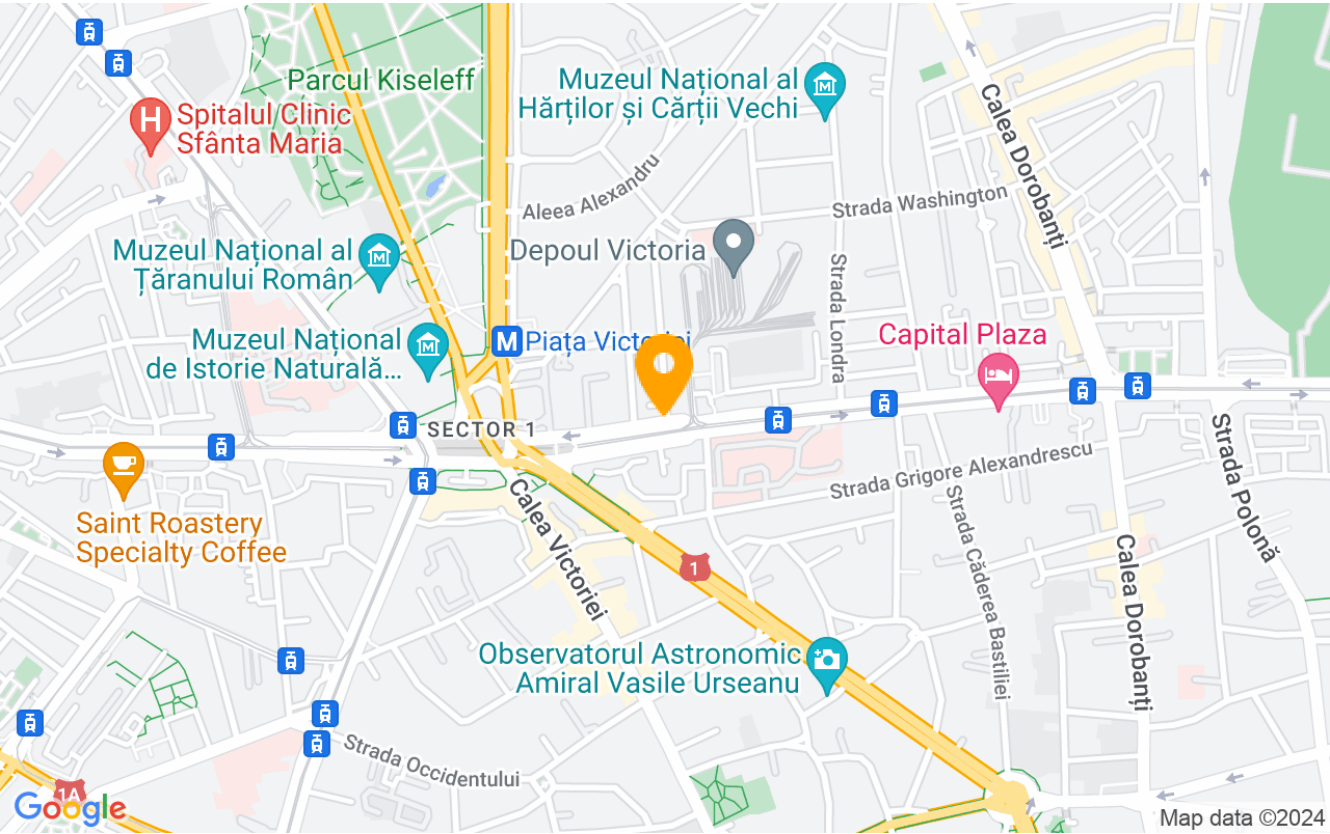 Parcul Kiseleff
Muzeul Național al
Hărților și Cărții Vechi
Calea Dorobanți
H
Spitalul Clinic
Sfânta Maria
Aleea Alexandru
Strada Washington
Muzeul Național al
Țăranului Român
Depoul Victoria
Strada Londra
Muzeul Național
de Istorie Naturală...
M
Piața Victoriei
Capital Plaza
SECTOR 1
Strada Polonă
Strada Grigore Alexandrescu
Saint Roastery
Specialty Coffee
Calea Victoriei
Strada Căderea Bastiliei
Calea Dorobanți
1
Observatorul Astronomic
Amiral Vasile Urseanu
Strada Occidentului
1A
Google
Map data ©2024